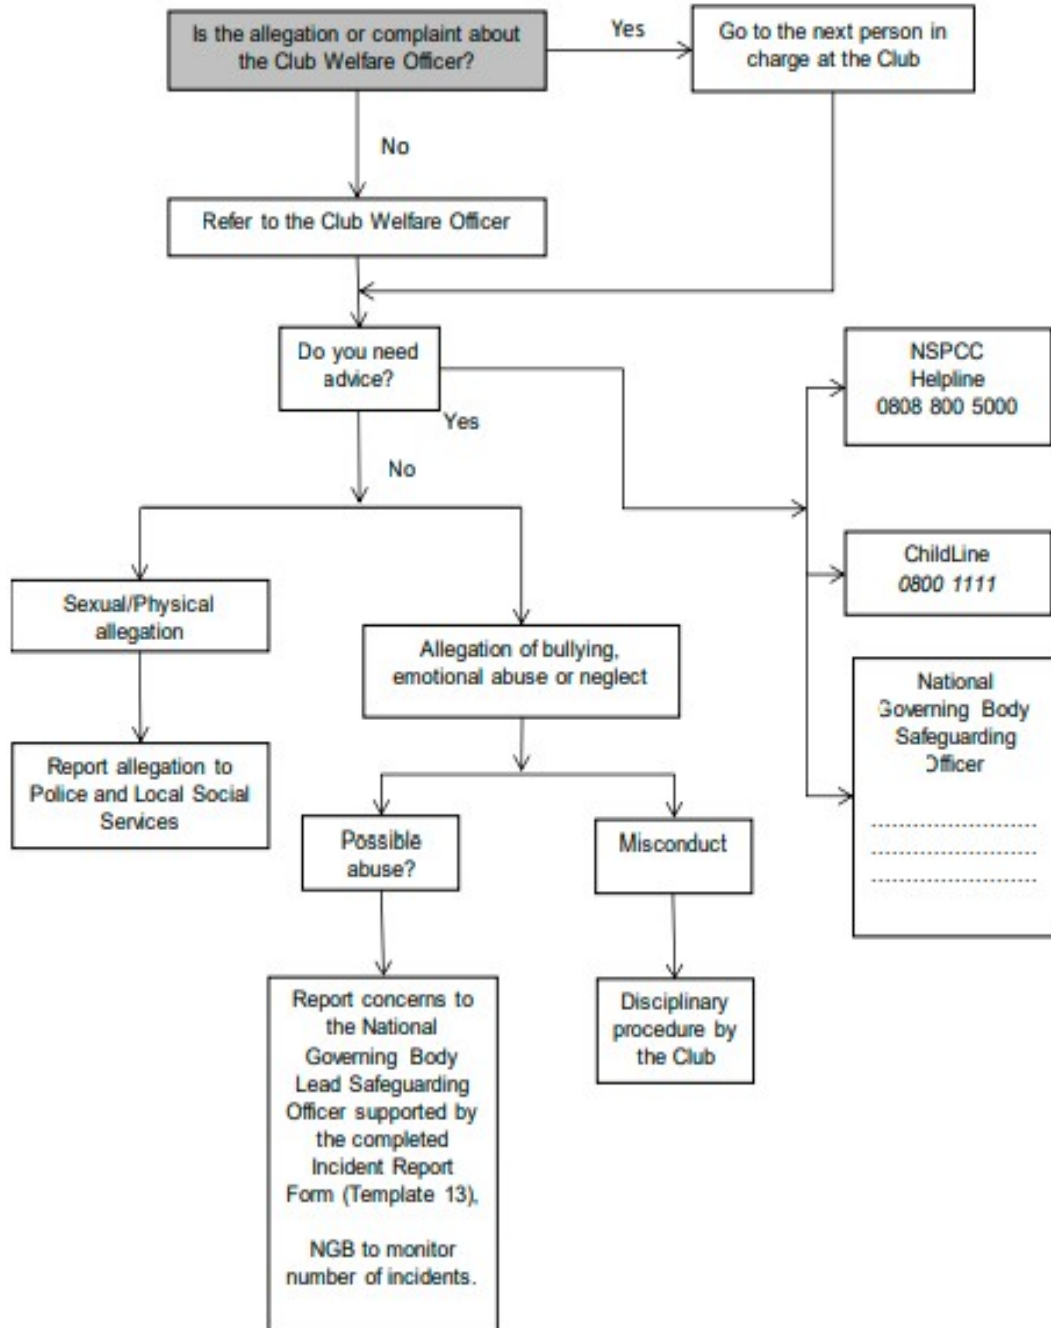 Is the allegation or complaint about
the Club Welfare Officer?
Yes
Go to the next person in
charge at the Club
No
Refer to the Club Welfare Officer
Do you need
advice?
Yes
No
NSPCC
Helpline
0808 800 5000
ChildLine
0800 1111
National
Governing Body
Safeguarding
Officer
Sexual/Physical
allegation
Allegation of bullying,
emotional abuse or neglect
Report allegation to
Police and Local Social
Services
Possible
abuse?
Misconduct
Report concerns to
the National
Governing Body
Lead Safeguarding
Officer supported by
the completed
Incident Report
Form (Template 13),
NGB to monitor
number of incidents.
Disciplinary
procedure by
the Club